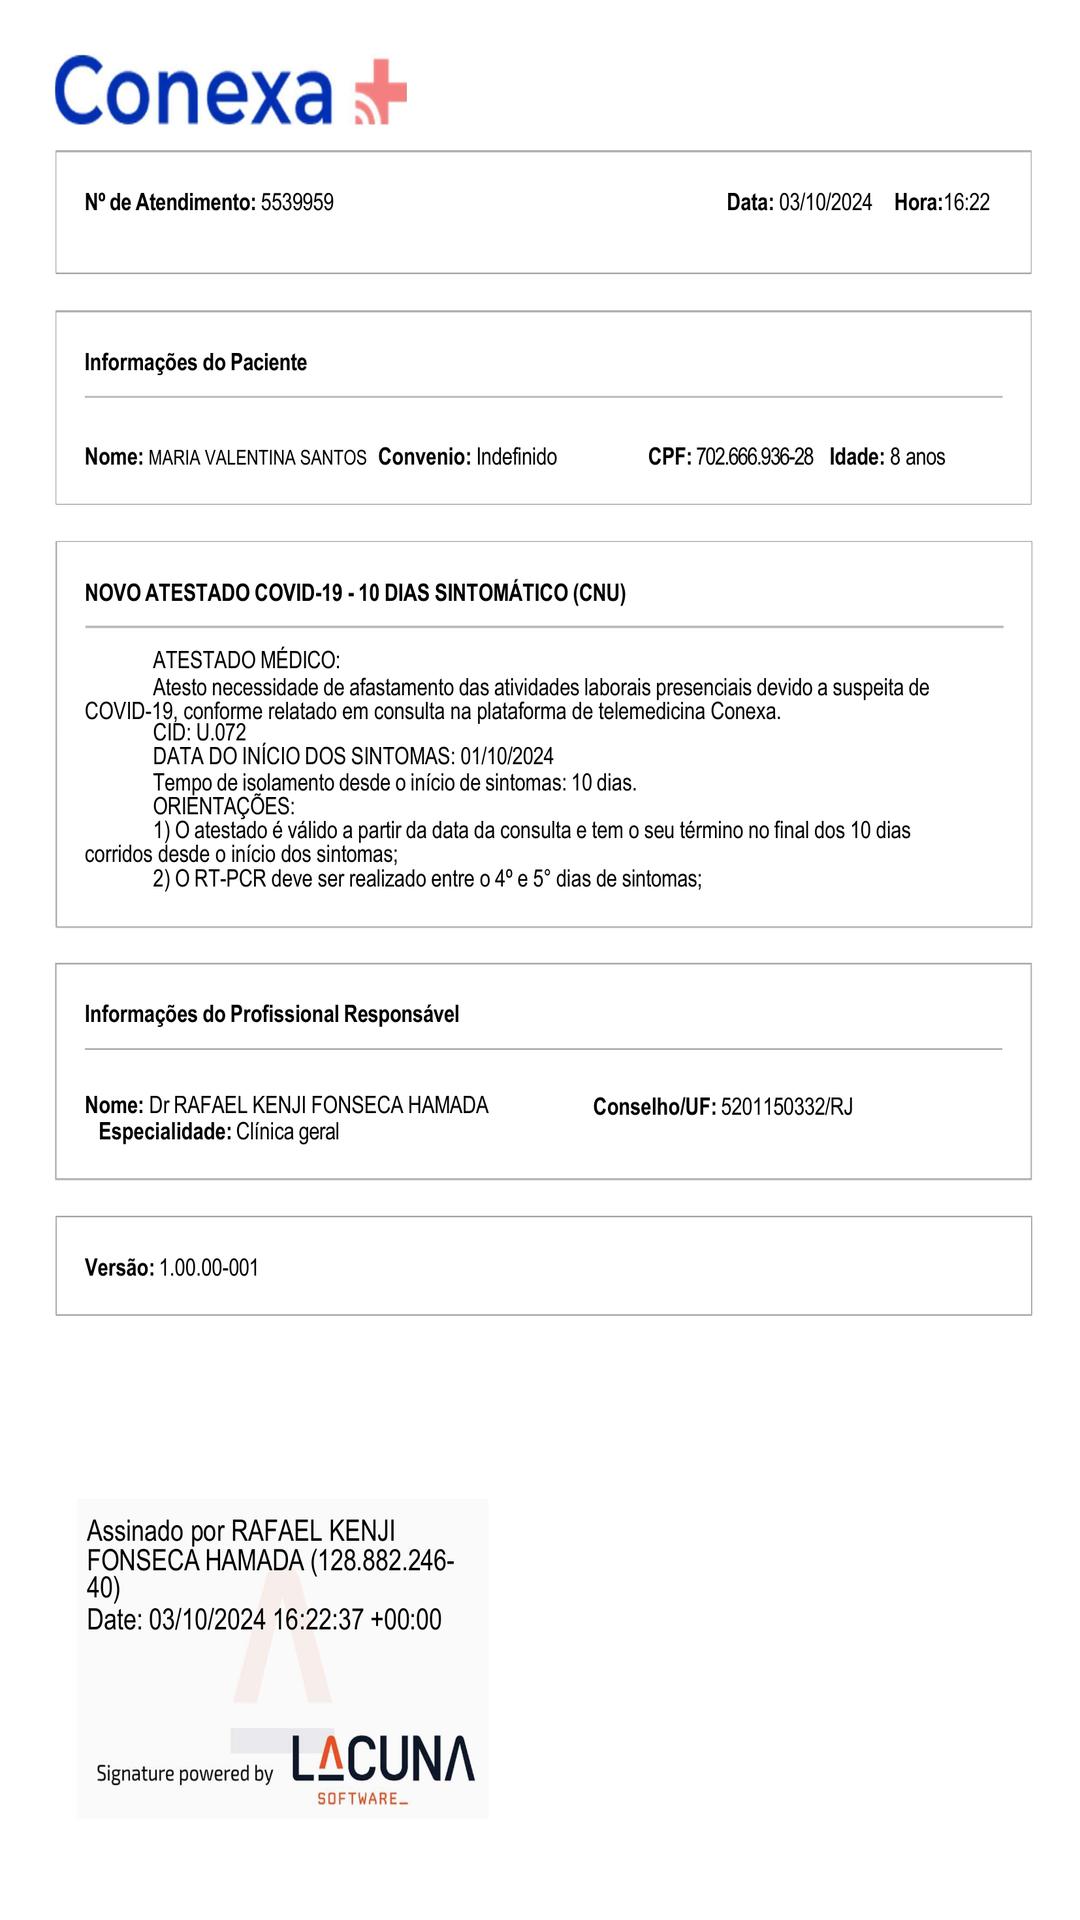 Conexa
Nº de Atendimento: 5539959 Data: 03/10/2024 Hora:16:22
Informações do Paciente
Nome: MARIA VALENTINA SANTOS Convenio: Indefinido CPF: 702.666.936-28 Idade: 8 anos
NOVO ATESTADO COVID-19 - 10 DIAS SINTOMÁTICO (CNU)
ATESTADO MÉDICO:
Atesto necessidade de afastamento das atividades laborais presenciais devido a suspeita de
COVID-19, conforme relatado em consulta na plataforma de telemedicina Conexa.
CID: U.072
DATA DO INÍCIO DOS SINTOMAS: 01/10/2024
Tempo de isolamento desde o início de sintomas: 10 dias.
ORIENTAÇÕES:
1) O atestado é válido a partir da data da consulta e tem o seu término no final dos 10 dias
corridos desde o início dos sintomas;
2) O RT-PCR deve ser realizado entre o 4º e 5° dias de sintomas;
Informações do Profissional Responsável
Nome: Dr RAFAEL KENJI FONSECA HAMADA Conselho/UF: 5201150332/RJ
Especialidade: Clínica geral
Versão: 1.00.00-001
Assinado por RAFAEL KENJI
FONSECA HAMADA (128.882.246-
40)
Date: 03/10/2024 16:22:37 +00:00
Signature powered by LACUNA
SOFTWARE_